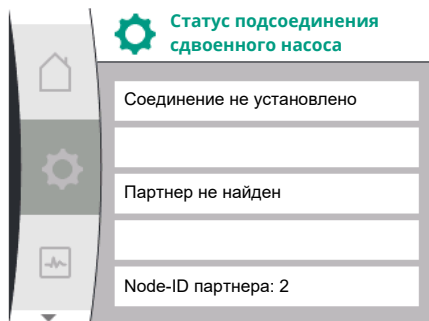 Статус подсоединения
сдвоенного насоса
Соединение не установлено
Партнер не найден
Node-ID партнера: 2